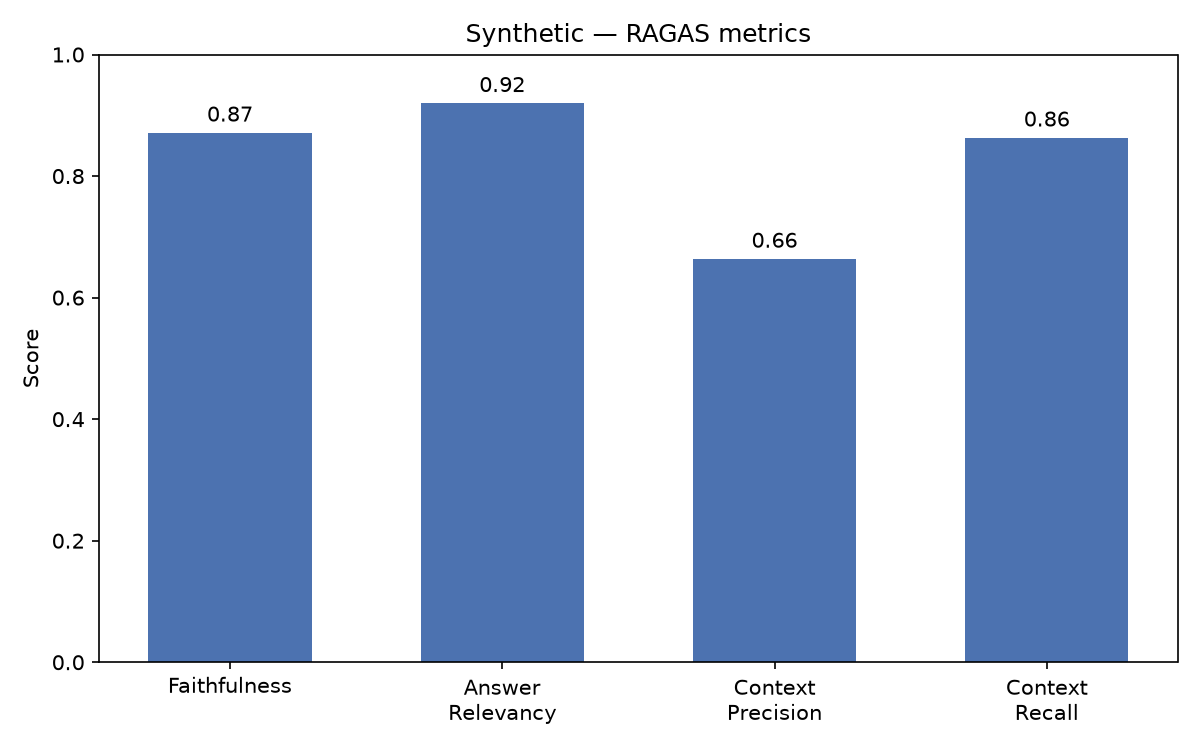 Synthetic — RAGAS metrics
1.0
0.8
0.6
0.4
0.2
0.0
Score
0.87
0.92
0.66
0.86
Faithfulness
Answer
Relevancy
Context
Precision
Context
Recall